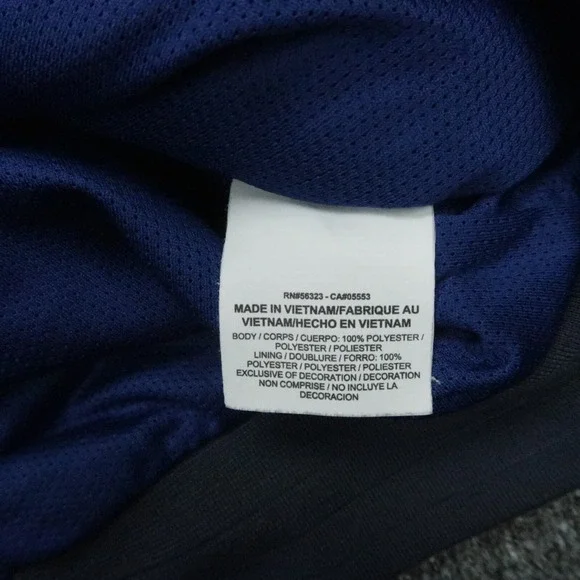 RN#56323 - CA#05553
MADE IN VIETNAM/FABRIQUE AU
VIETNAM/HECHO EN VIETNAM
BODY / CORPS / CUERPO: 100% POLYESTER /
POLYESTER / POLIESTER
LINING / DOUBLURE / FORRO: 100%
POLYESTER / POLYESTER / POLIESTER
EXCLUSIVE OF DECORATION / DECORATION
NON COMPRISE / NO INCLUYE LA
DECORACION